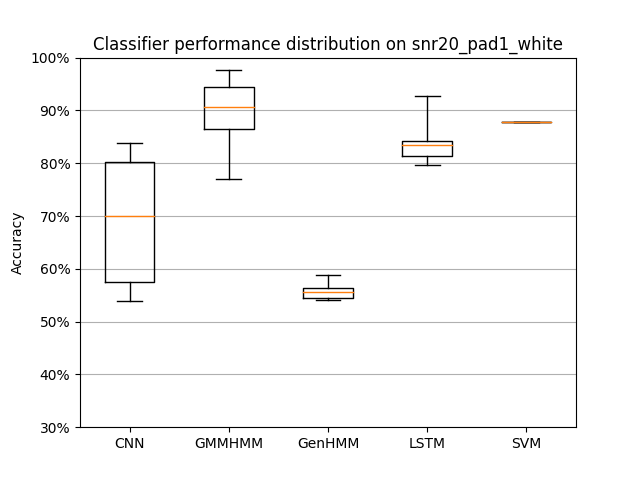 Classifier performance distribution on snr20_pad1_white
100%
90%
80%
70%
60%
50%
40%
30%
Accuracy
CNN
GMMHMM
GenHMM
LSTM
SVM